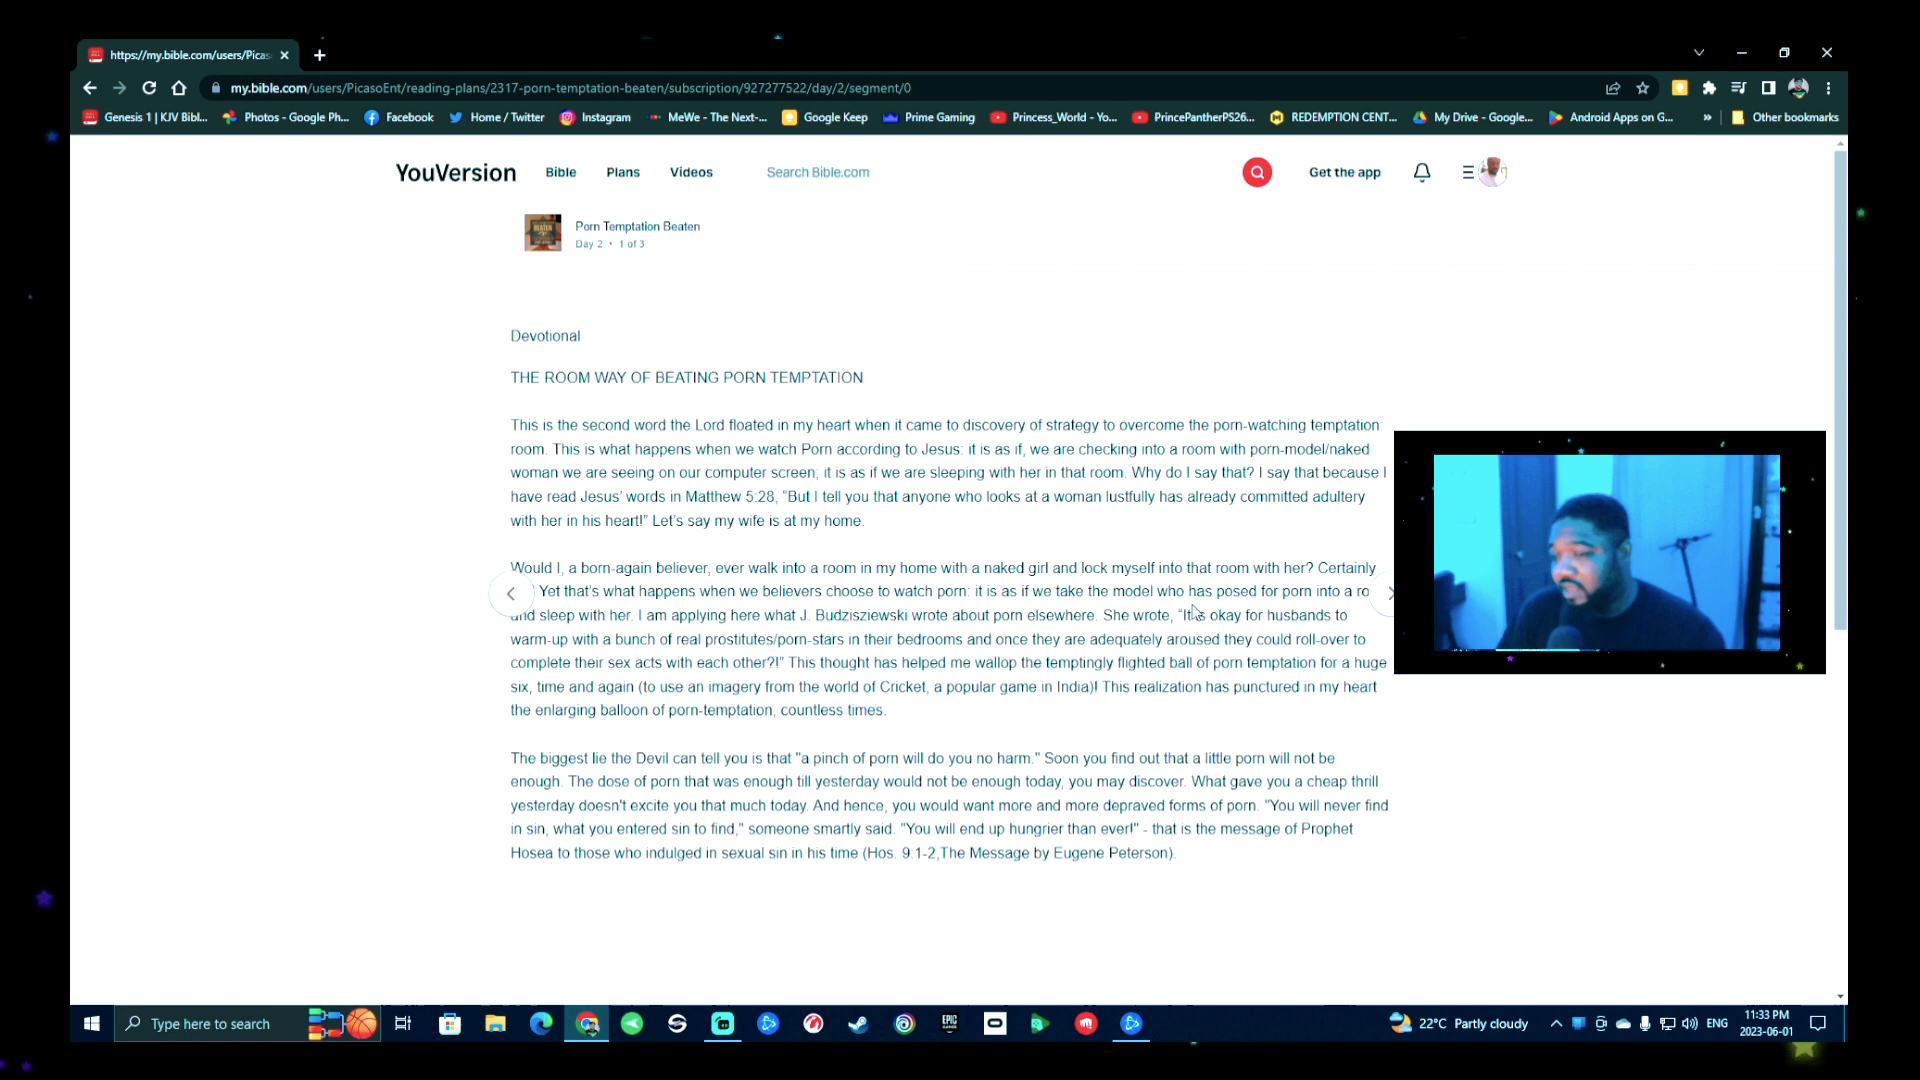 https://my.bible.com/users/Picas
my.bible.com/users/PicasoEnt/reading-plans/2317-porn-temptation-beaten/subscription/927277522/day/2/segment/0
Genesis 1 | KJV Bibl... Photos - Google Ph... Facebook Home / Twitter Instagram MeWe - The Next-... Google Keep Prime Gaming Princess_World - Yo... PrincePantherPS26... REDEMPTION CENT... My Drive - Google... Android Apps on G... » Other bookmarks
YouVersion Bible Plans Videos Search Bible.com Get the app
Porn Temptation Beaten
Day 2 • 1 of 3
Devotional
THE ROOM WAY OF BEATING PORN TEMPTATION
This is the second word the Lord floated in my heart when it came to discovery of strategy to overcome the porn-watching temptation:
room. This is what happens when we watch Porn according to Jesus: it is as if, we are checking into a room with porn-model/naked
woman we are seeing on our computer screen; it is as if we are sleeping with her in that room. Why do I say that? I say that because I
have read Jesus' words in Matthew 5:28, "But I tell you that anyone who looks at a woman lustfully has already committed adultery
with her in his heart!" Let's say my wife is at my home.
Would I, a born-again believer, ever walk into a room in my home with a naked girl and lock myself into that room with her? Certainly
Yet that's what happens when we believers choose to watch porn: it is as if we take the model who has posed for porn into a ro
and sleep with her. I am applying here what J. Budzisziewski wrote about porn elsewhere. She wrote, "It is okay for husbands to
warm-up with a bunch of real prostitutes/porn-stars in their bedrooms and once they are adequately aroused they could roll-over to
complete their sex acts with each other?!" This thought has helped me wallop the temptingly flighted ball of porn temptation for a huge
six, time and again (to use an imagery from the world of Cricket, a popular game in India)! This realization has punctured in my heart
the enlarging balloon of porn-temptation, countless times.
The biggest lie the Devil can tell you is that "a pinch of porn will do you no harm." Soon you find out that a little porn will not be
enough. The dose of porn that was enough till yesterday would not be enough today, you may discover. What gave you a cheap thrill
yesterday doesn't excite you that much today. And hence, you would want more and more depraved forms of porn. "You will never find
in sin, what you entered sin to find," someone smartly said. "You will end up hungrier than ever!" - that is the message of Prophet
Hosea to those who indulged in sexual sin in his time (Hos. 9:1-2,The Message by Eugene Peterson).
Type here to search
EPIC
22°C Partly cloudy
ENG
11:33 PM
2023-06-01